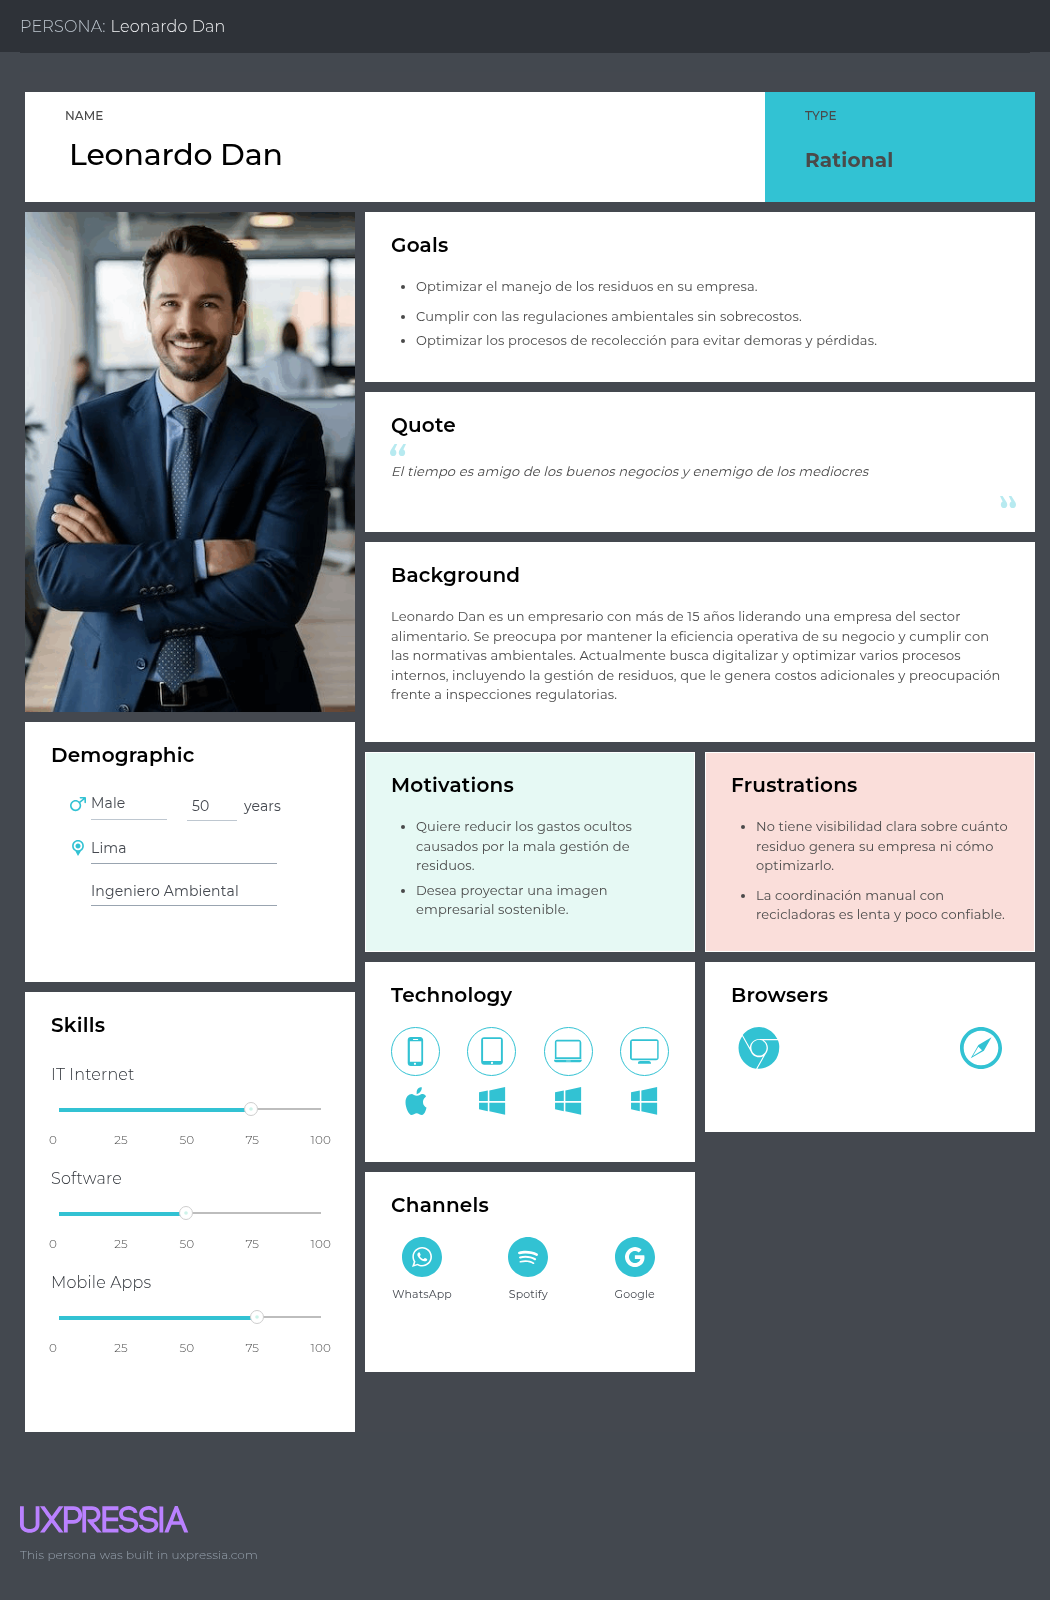 PERSONA: Leonardo Dan
NAME
Leonardo Dan
TYPE
Rational
Goals
• Optimizar el manejo de los residuos en su empresa.
• Cumplir con las regulaciones ambientales sin sobrecostos.
• Optimizar los procesos de recolección para evitar demoras y pérdidas.
Quote
“
El tiempo es amigo de los buenos negocios y enemigo de los mediocres
”
Background
Leonardo Dan es un empresario con más de 15 años liderando una empresa del sector
alimentario. Se preocupa por mantener la eficiencia operativa de su negocio y cumplir con
las normativas ambientales. Actualmente busca digitalizar y optimizar varios procesos
internos, incluyendo la gestión de residuos, que le genera costos adicionales y preocupación
frente a inspecciones regulatorias.
Demographic
Male 50 years
Lima
Ingeniero Ambiental
Motivations
• Quiere reducir los gastos ocultos
causados por la mala gestión de
residuos.
• Desea proyectar una imagen
empresarial sostenible.
Frustrations
• No tiene visibilidad clara sobre cuánto
residuo genera su empresa ni cómo
optimizarlo.
• La coordinación manual con
recicladoras es lenta y poco confiable.
Skills
IT Internet
0 25 50 75 100
Software
0 25 50 75 100
Mobile Apps
0 25 50 75 100
Technology
Browsers
Channels
WhatsApp Spotify Google
UXPRESSIA
This persona was built in uxpressia.com